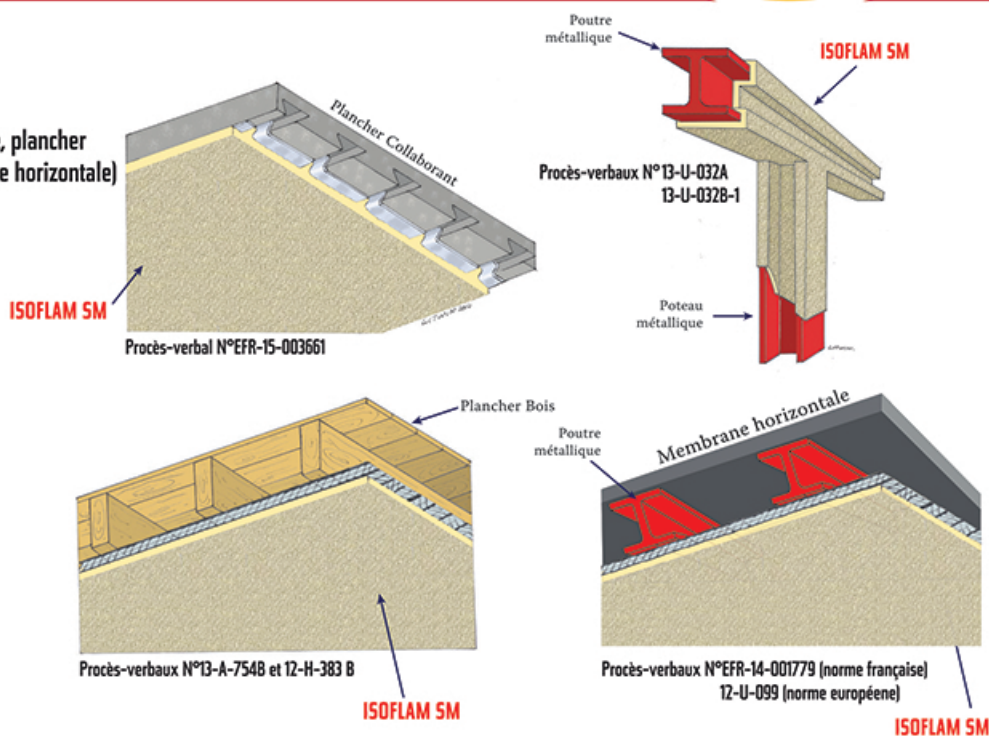 , plancher
e horizontale)
Plancher Collaborant
ISOFLAM SM
Procès-verbal N°EFR-15-003661
Poutre
métallique
ISOFLAM SM
Procès-verbaux N°13-U-032A
13-U-032B-1
Poteau
métallique
Plancher Bois
Procès-verbaux N°13-A-754B et 12-H-383 B
ISOFLAM SM
Poutre
métallique
Membrane horizontale
Procès-verbaux N°EFR-14-001779 (norme française)
12-U-099 (norme européene)
ISOFLAM SM